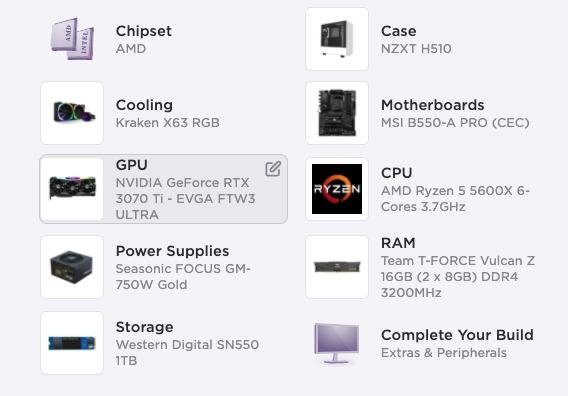 AMD
INTEL
Chipset
AMD
Case
NZXT H510
Cooling
Kraken X63 RGB
Motherboards
MSI B550-A PRO (CEC)
GPU
NVIDIA GeForce RTX
3070 Ti - EVGA FTW3
ULTRA
RYZEN
CPU
AMD Ryzen 5 5600X 6-
Cores 3.7GHz
Power Supplies
Seasonic FOCUS GM-
750W Gold
RAM
Team T-FORCE Vulcan Z
16GB (2 x 8GB) DDR4
3200MHz
Storage
Western Digital SN550
1TB
Complete Your Build
Extras & Peripherals